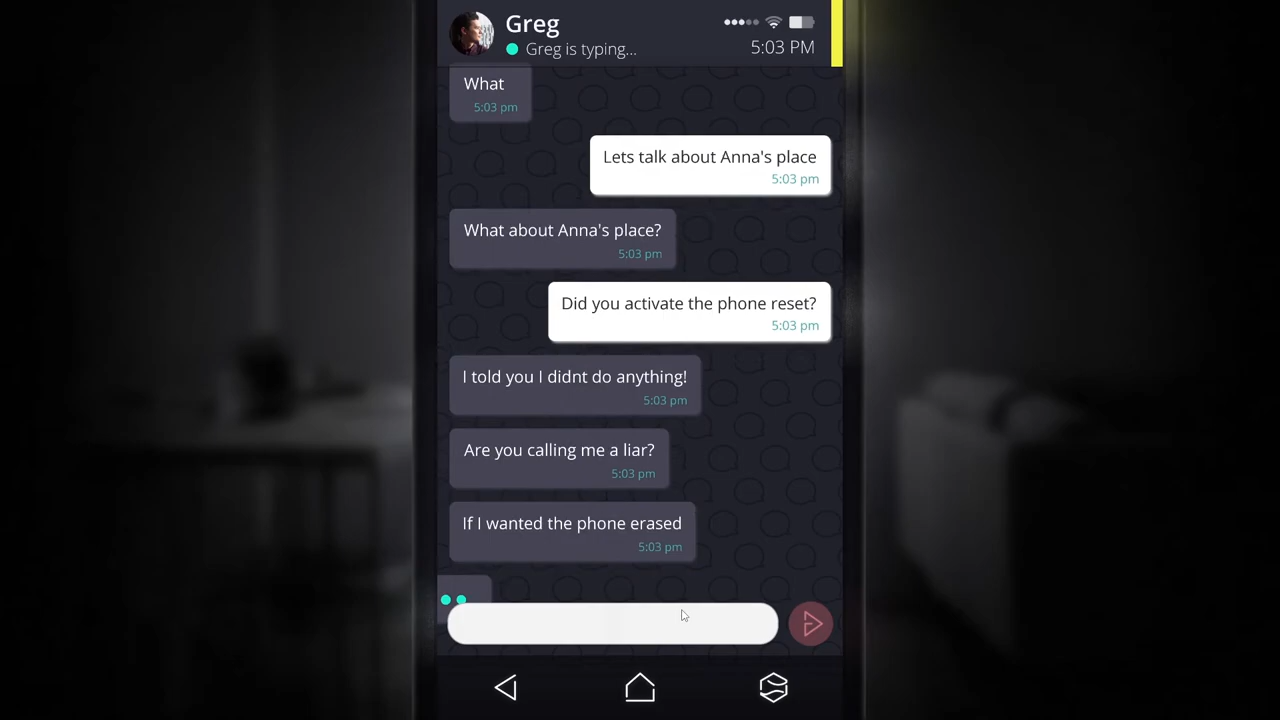 Greg
Greg is typing...
5:03 PM
What
5:03 pm
Lets talk about Anna's place
5:03 pm
What about Anna's place?
5:03 pm
Did you activate the phone reset?
5:03 pm
I told you I didnt do anything!
5:03 pm
Are you calling me a liar?
5:03 pm
If I wanted the phone erased
5:03 pm